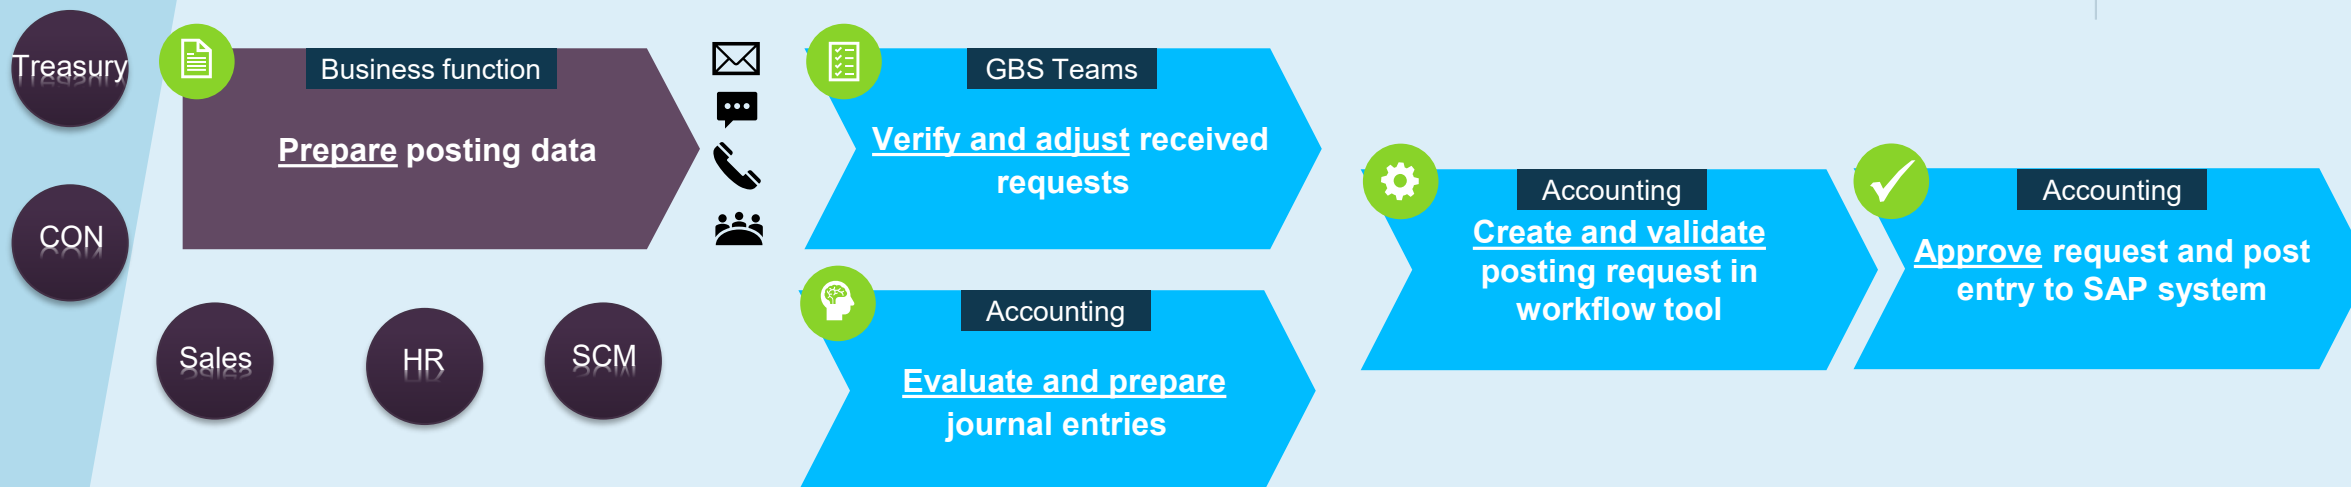 Treasury
CON
Sales
HR
SCM
Business function
Prepare posting data
GBS Teams
Verify and adjust received
requests
Accounting
Evaluate and prepare
journal entries
Accounting
Create and validate
posting request in
workflow tool
Accounting
Approve request and post
entry to SAP system